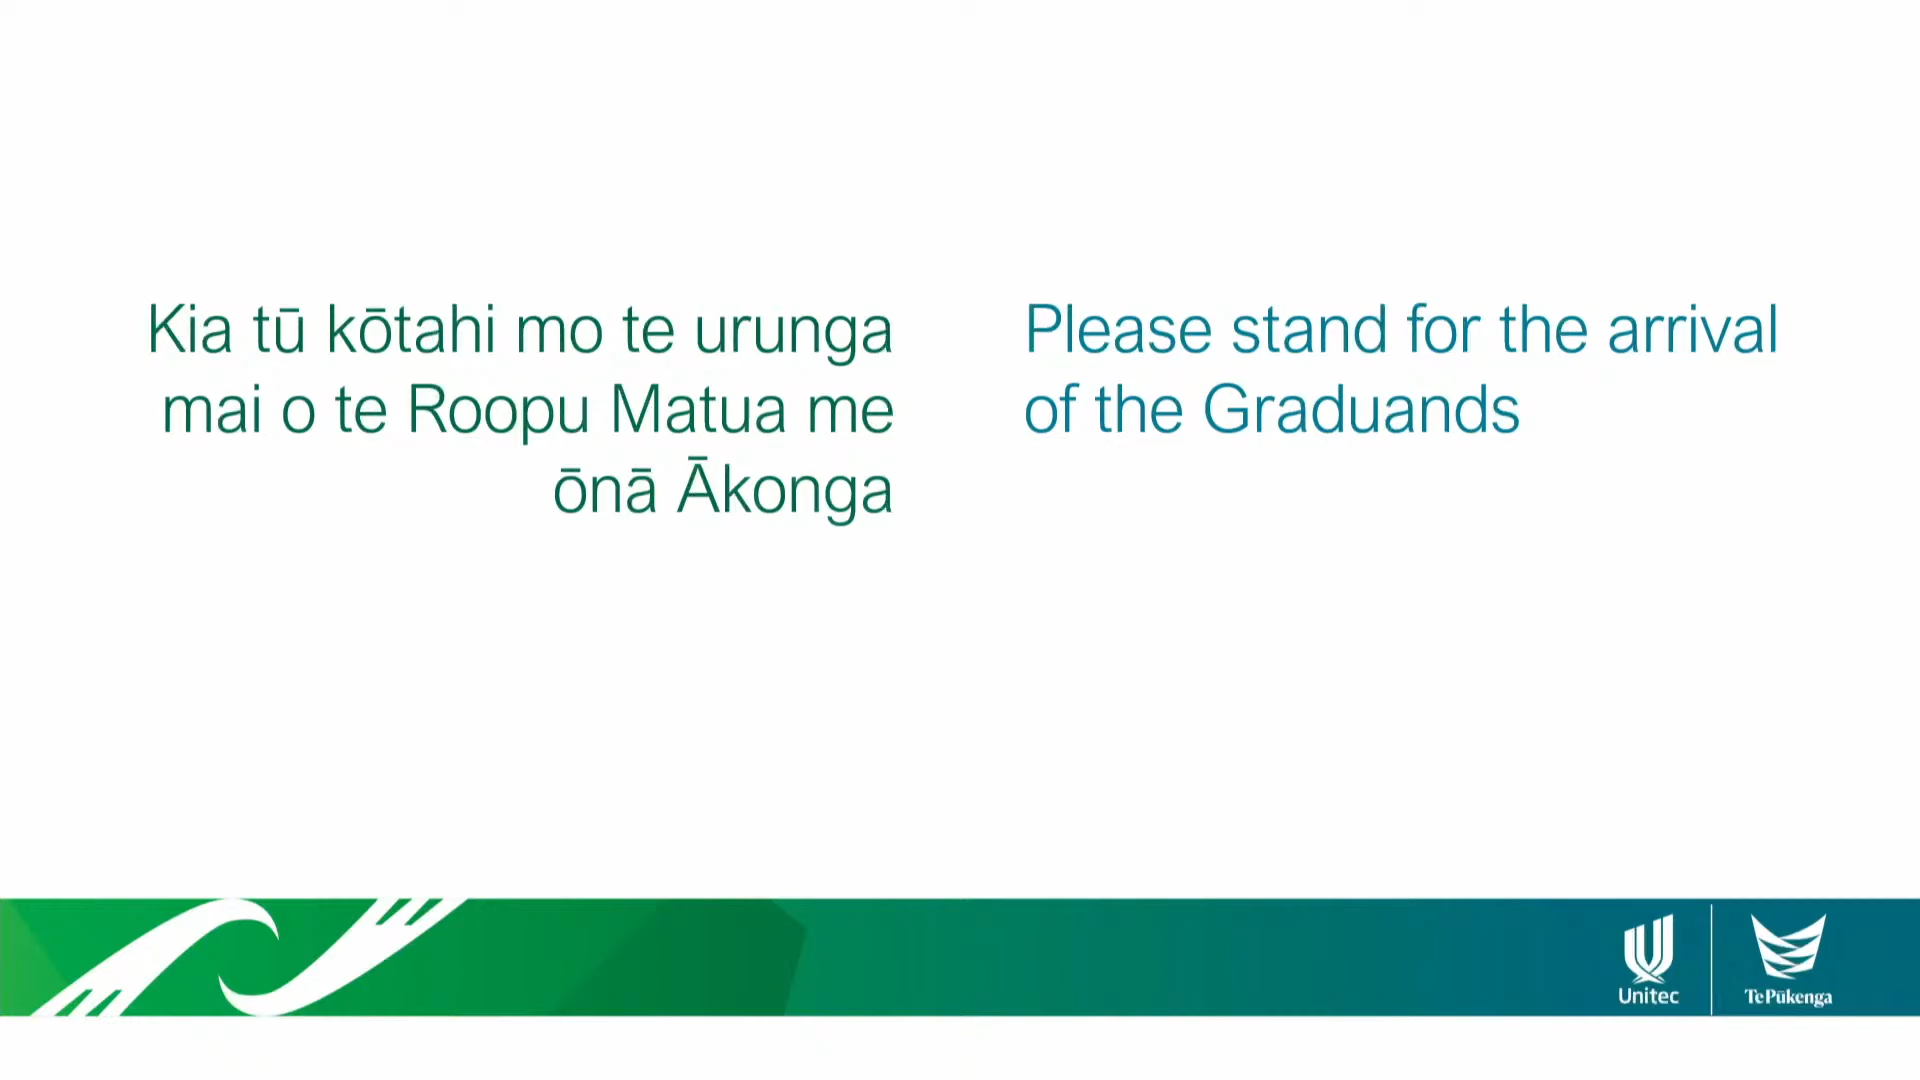 Kia tū kōtahi mo te urunga
mai o te Roopu Matua me
ōnā Ākonga
Please stand for the arrival
of the Graduands
Unitec
Te Pūkenga